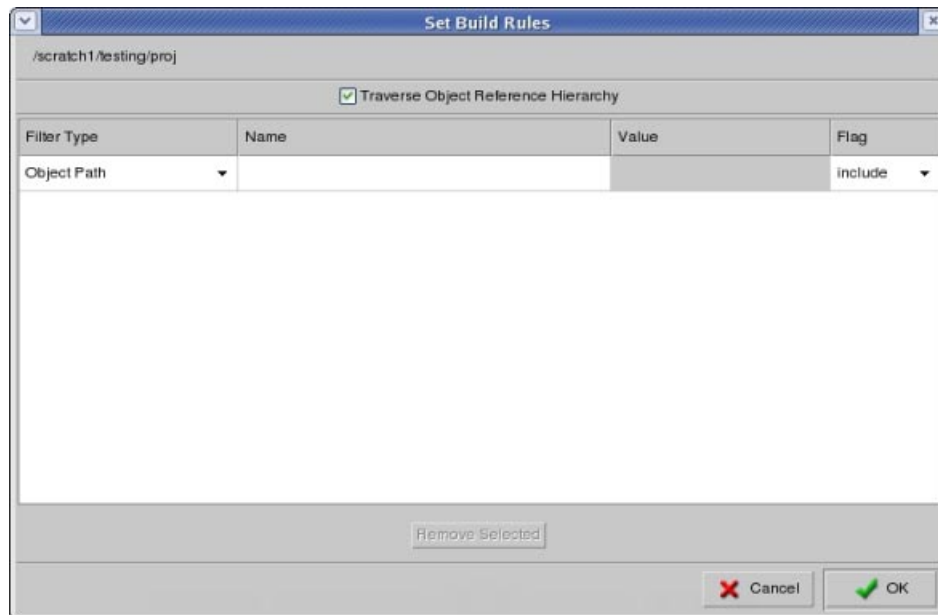 Set Build Rules
/scratch1/testing/proj
Traverse Object Reference Hierarchy
Filter Type Name Value Flag
Object Path include
Remove Selected
Cancel OK